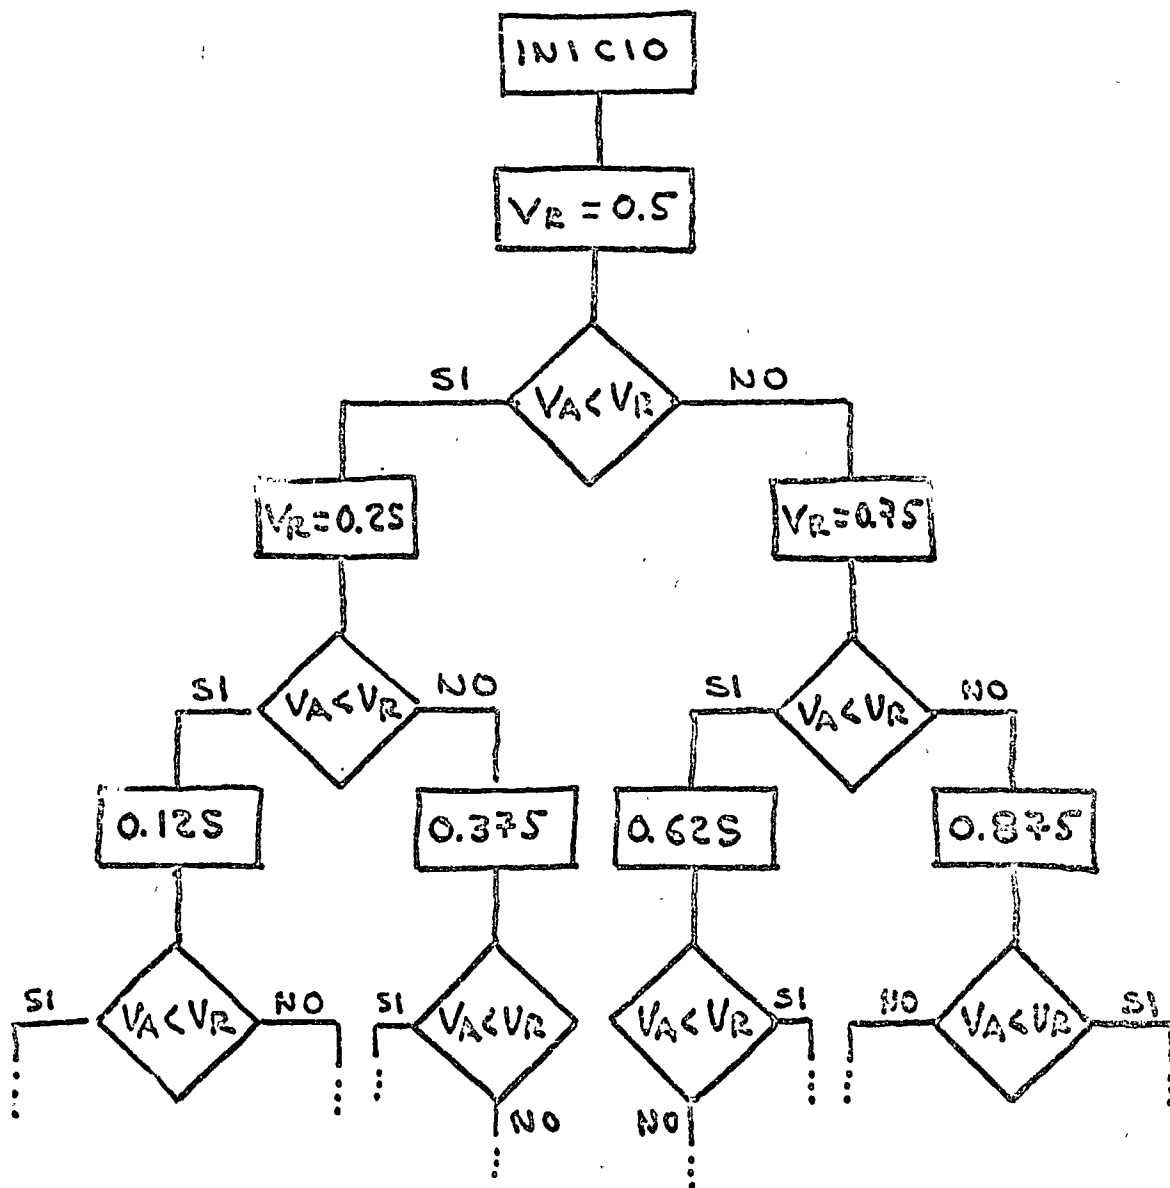 INICIO
VR = 0.5
SI VA < VR NO
VR = 0.25 VR = 0.75
SI VA < VR NO SI VA < VR NO
0.125 0.375 0.625 0.875
SI VA < VR NO SI VA < VR VA < VR SI NO VA < VR SI
NO NO